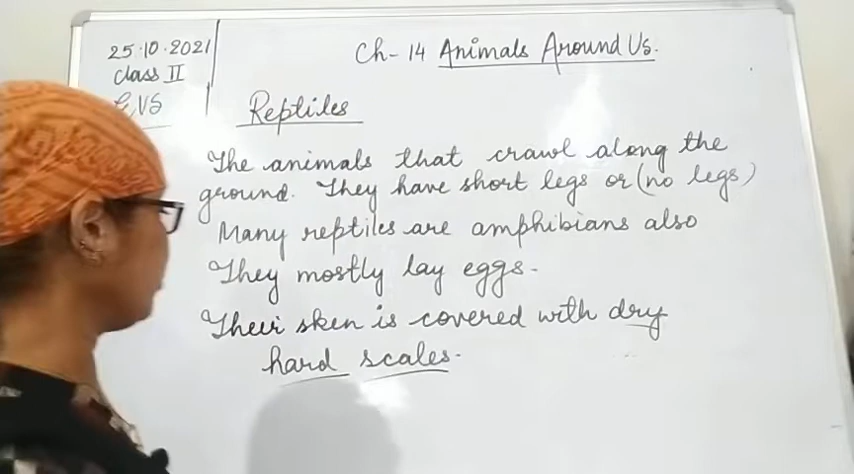 25.10.2021
Class II
EVS
Ch-14 Animals Around Us.
Reptiles
The animals that crawl along the
ground. They have short legs or (no legs)
Many reptiles are amphibians also
They mostly lay eggs.
Their sken is covered with dry
hard scales.